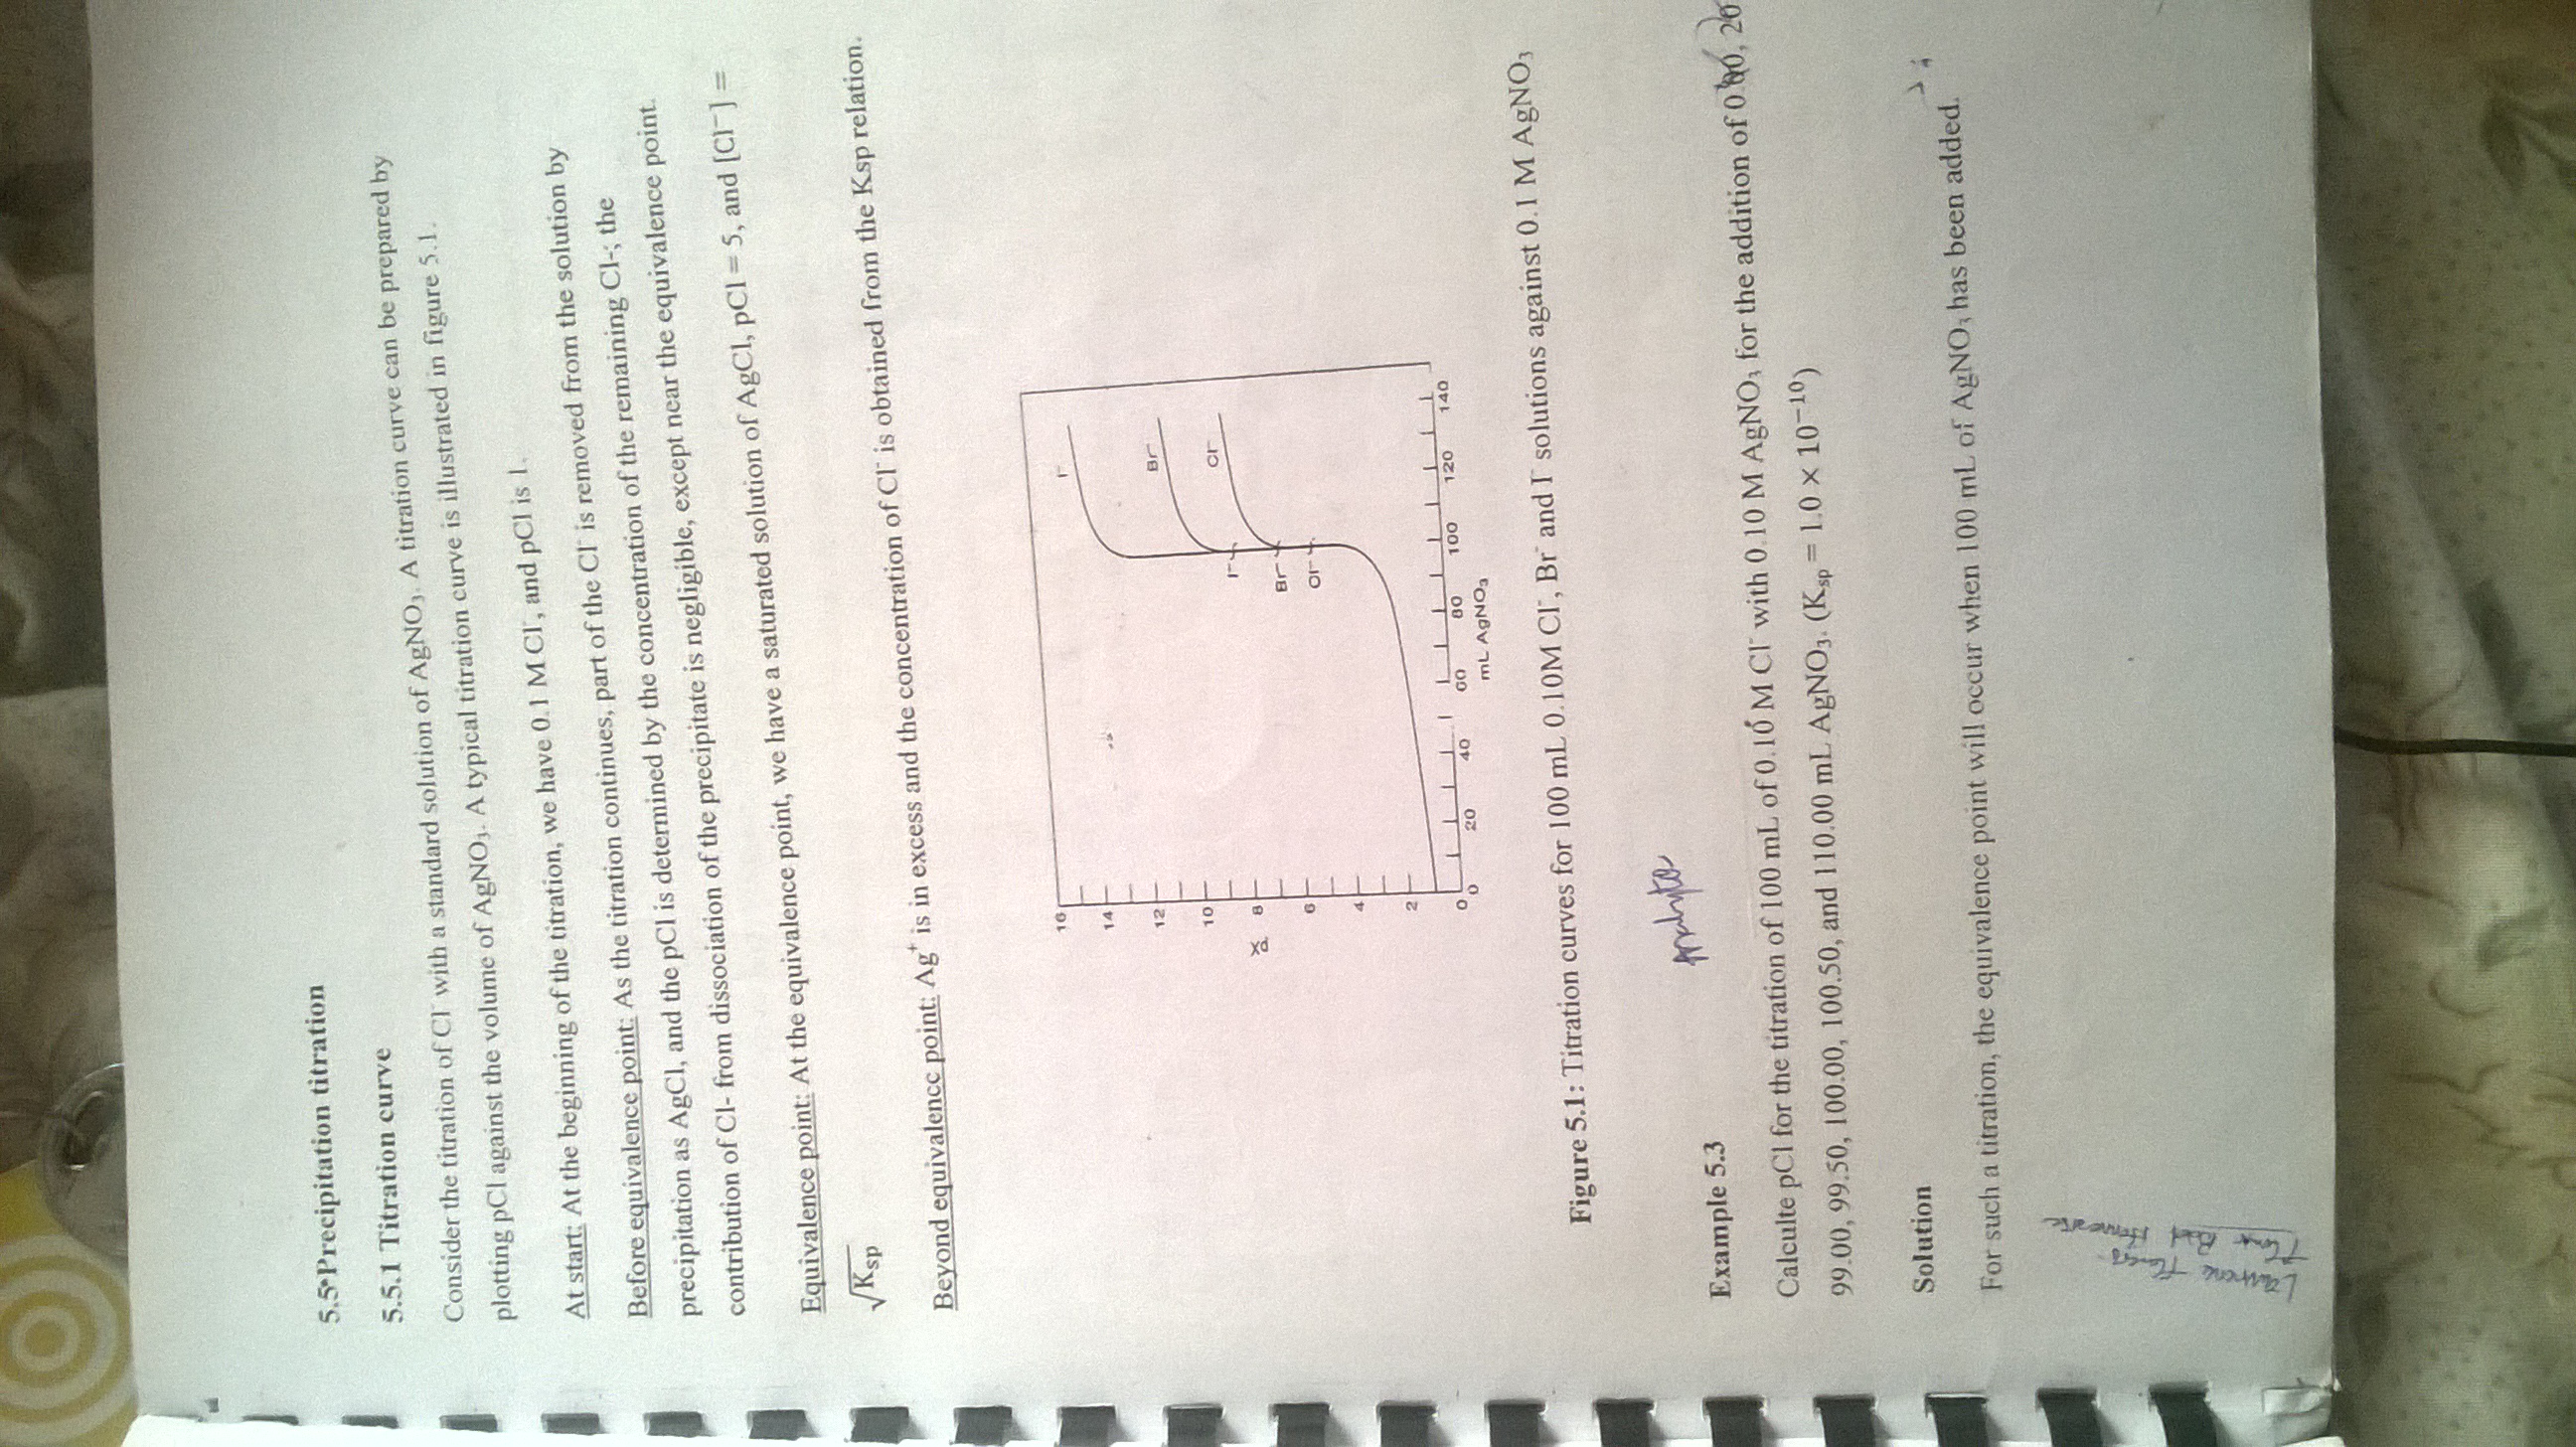 5.5 Precipitation titration
5.5.1 Titration curve
Consider the titration of Cl⁻ with a standard solution of AgNO₃. A titration curve can be prepared by
plotting pCl against the volume of AgNO₃. A typical titration curve is illustrated in figure 5.1.
At start: At the beginning of the titration, we have 0.1 M Cl⁻, and pCl is 1.
Before equivalence point: As the titration continues, part of the Cl⁻ is removed from the solution by
precipitation as AgCl, and the pCl is determined by the concentration of the remaining Cl-; the
contribution of Cl- from dissociation of the precipitate is negligible, except near the equivalence point.
Equivalence point: At the equivalence point, we have a saturated solution of AgCl, pCl = 5, and [Cl⁻] =
√Ksp
Beyond equivalence point: Ag⁺ is in excess and the concentration of Cl⁻ is obtained from the Ksp relation.
16
14
12
10
8
6
4
2
0
pX
I⁻
Br⁻
Cl⁻
I⁻
Br⁻
Cl⁻
0 20 40 60 80 100 120 140
mL AgNO₃
Figure 5.1: Titration curves for 100 mL 0.10M Cl⁻, Br⁻ and I⁻ solutions against 0.1 M AgNO₃
analyte
Example 5.3
Calculte pCl for the titration of 100 mL of 0.10 M Cl⁻ with 0.10 M AgNO₃ for the addition of 0.00, 20
99.00, 99.50, 100.00, 100.50, and 110.00 mL AgNO₃. (Ksp = 1.0 × 10⁻¹⁰)
Solution
For such a titration, the equivalence point will occur when 100 mL of AgNO₃ has been added.